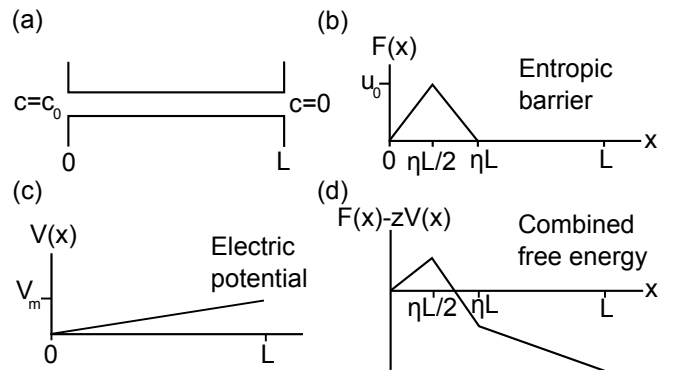 (a)
c=c₀
c=0
0
L
(b)
F(x)
u₀
Entropic
barrier
0
ηL/2
ηL
L
x
(c)
V(x)
Vₘ
Electric
potential
0
L
(d)
F(x)-zV(x)
Combined
free energy
ηL/2
ηL
L
x